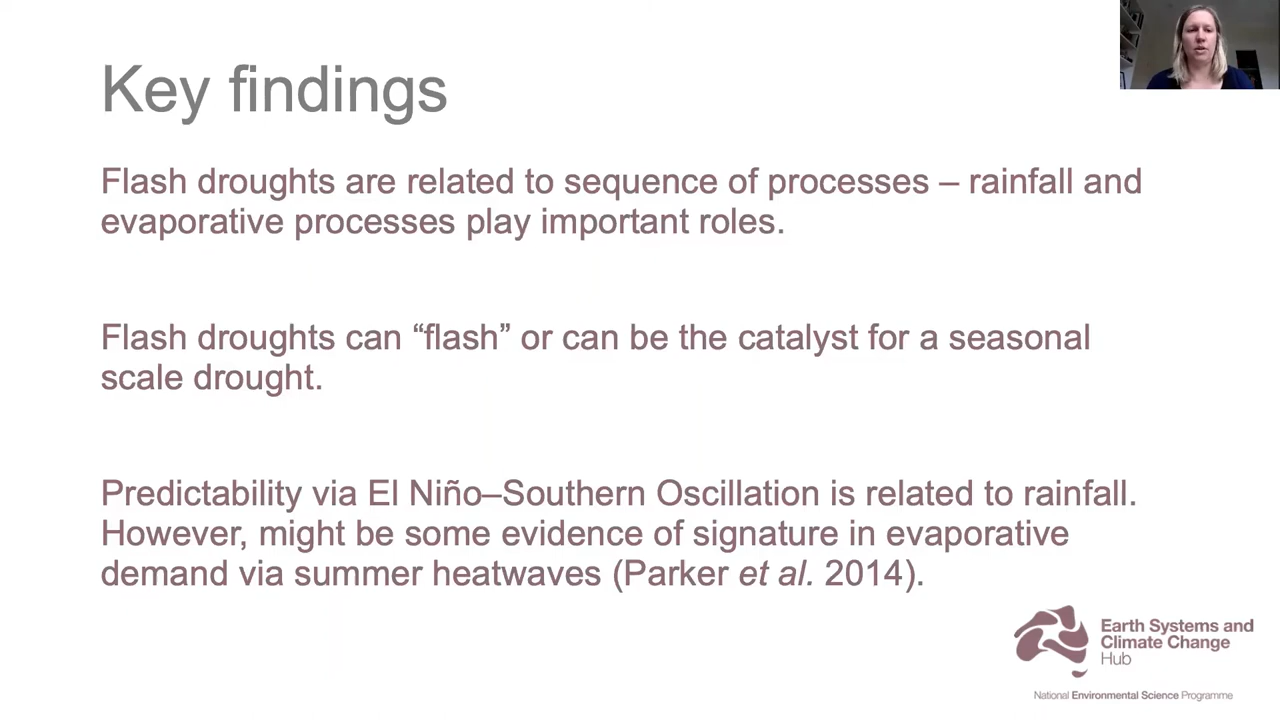 Key findings
Flash droughts are related to sequence of processes – rainfall and
evaporative processes play important roles.
Flash droughts can “flash” or can be the catalyst for a seasonal
scale drought.
Predictability via El Niño–Southern Oscillation is related to rainfall.
However, might be some evidence of signature in evaporative
demand via summer heatwaves (Parker et al. 2014).
Earth Systems and
Climate Change
Hub
National Environmental Science Programme